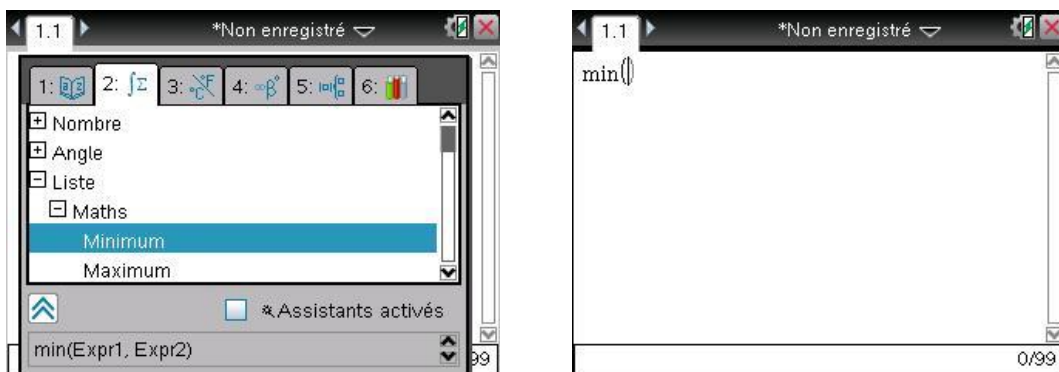 1.1 *Non enregistré
1: 2: ∫Σ 3: °C°F 4: ∞β° 5: 6:
Nombre
Angle
Liste
Maths
Minimum
Maximum
Assistants activés
min(Expr1, Expr2)
99
1.1 *Non enregistré
min()
0/99